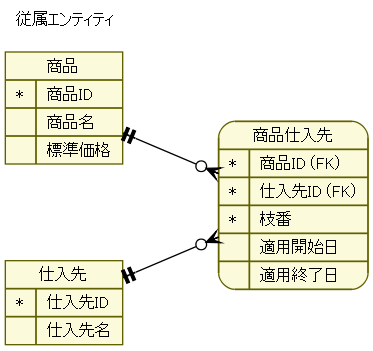 従属エンティティ
商品
* 商品ID
商品名
標準価格
商品仕入先
* 商品ID (FK)
* 仕入先ID (FK)
* 枝番
適用開始日
適用終了日
仕入先
* 仕入先ID
仕入先名